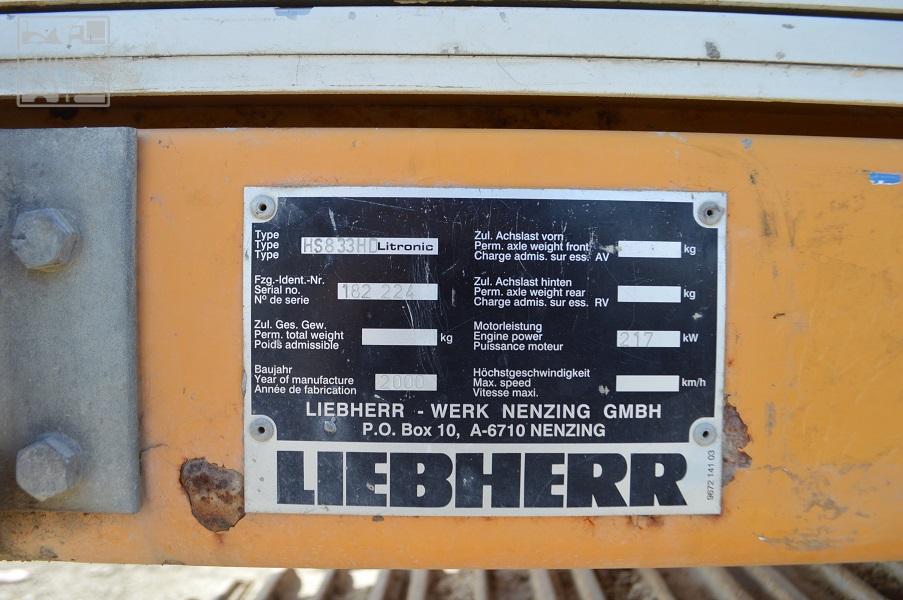 Type
Type HS833HD Litronic
Type
Fzg.-Ident.-Nr.
Serial no. 182 224
N° de serie
Zul. Ges. Gew.
Perm. total weight kg
Poids admissible
Baujahr
Year of manufacture 2000
Année de fabrication
Zul. Achslast vorn
Perm. axle weight front kg
Charge admis. sur ess. AV
Zul. Achslast hinten
Perm. axle weight rear kg
Charge admis. sur ess. RV
Motorleistung
Engine power 217 kW
Puissance moteur
Höchstgeschwindigkeit
Max. speed km/h
Vitesse maxi.
LIEBHERR - WERK NENZING GMBH
P.O. Box 10, A-6710 NENZING
LIEBHERR
9672 141 03